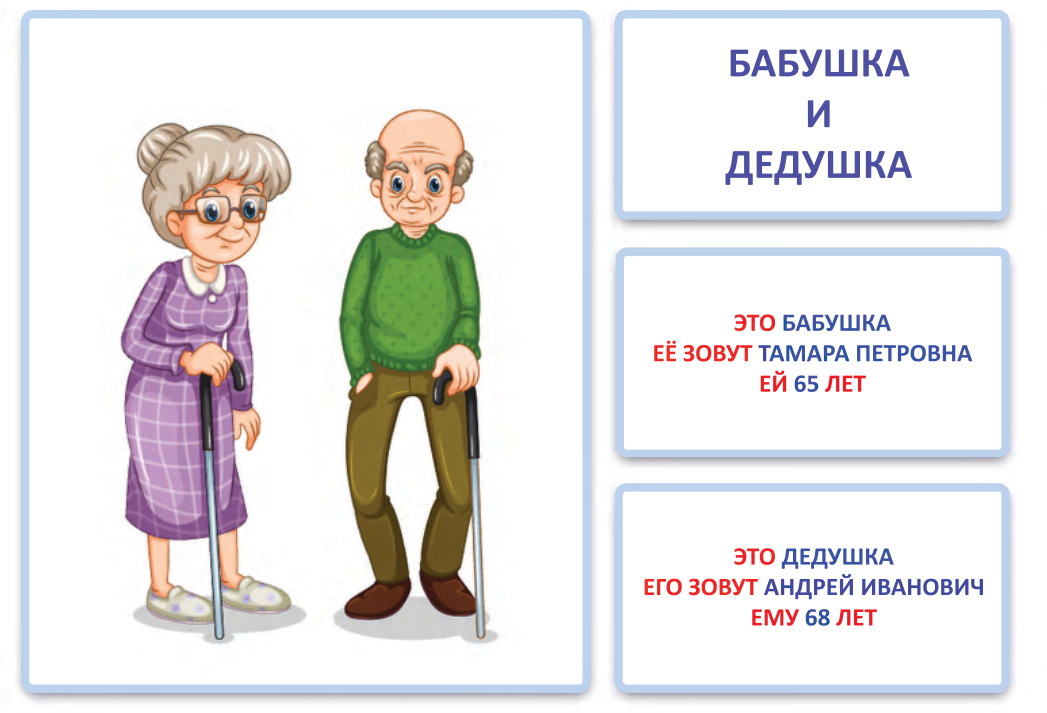 БАБУШКА
И
ДЕДУШКА
ЭТО БАБУШКА
ЕЁ ЗОВУТ ТАМАРА ПЕТРОВНА
ЕЙ 65 ЛЕТ
ЭТО ДЕДУШКА
ЕГО ЗОВУТ АНДРЕЙ ИВАНОВИЧ
ЕМУ 68 ЛЕТ